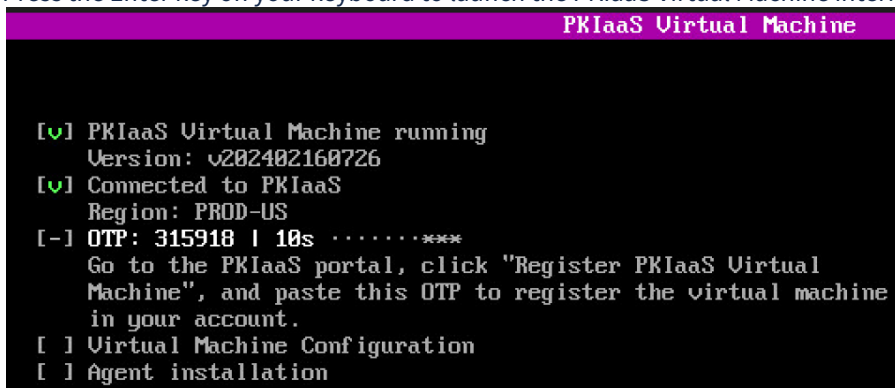 PKIaaS Virtual Machine
[v] PKIaaS Virtual Machine running
Version: v202402160726
[v] Connected to PKIaaS
Region: PROD-US
[-] OTP: 315918 | 10s ·······***
Go to the PKIaaS portal, click "Register PKIaaS Virtual
Machine", and paste this OTP to register the virtual machine
in your account.
[ ] Virtual Machine Configuration
[ ] Agent installation